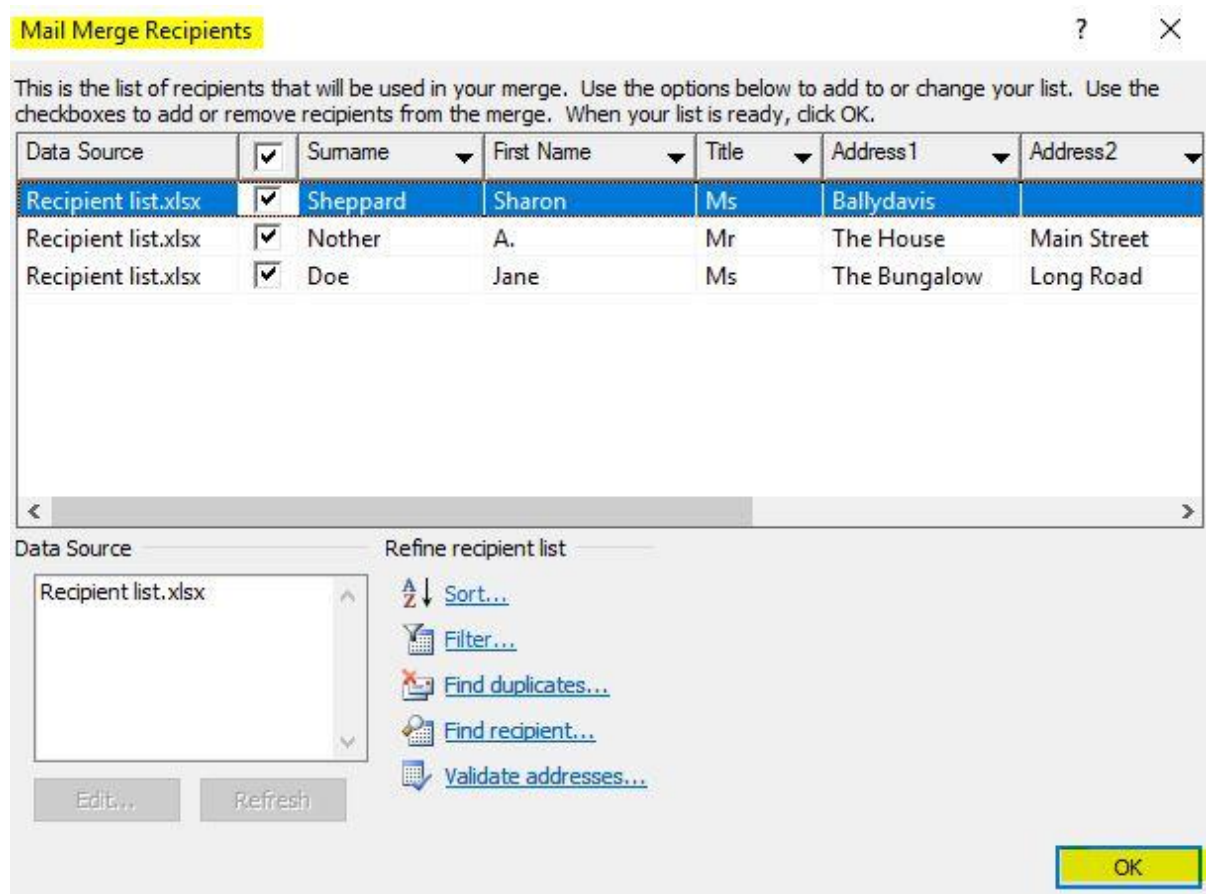 Mail Merge Recipients ?
This is the list of recipients that will be used in your merge. Use the options below to add to or change your list. Use the
checkboxes to add or remove recipients from the merge. When your list is ready, click OK.
Data Source Surname First Name Title Address1 Address2
Recipient list.xlsx Sheppard Sharon Ms Ballydavis
Recipient list.xlsx Nother A. Mr The House Main Street
Recipient list.xlsx Doe Jane Ms The Bungalow Long Road
Data Source Refine recipient list
Recipient list.xlsx
Sort...
Filter...
Find duplicates...
Find recipient...
Validate addresses...
Edit... Refresh
OK